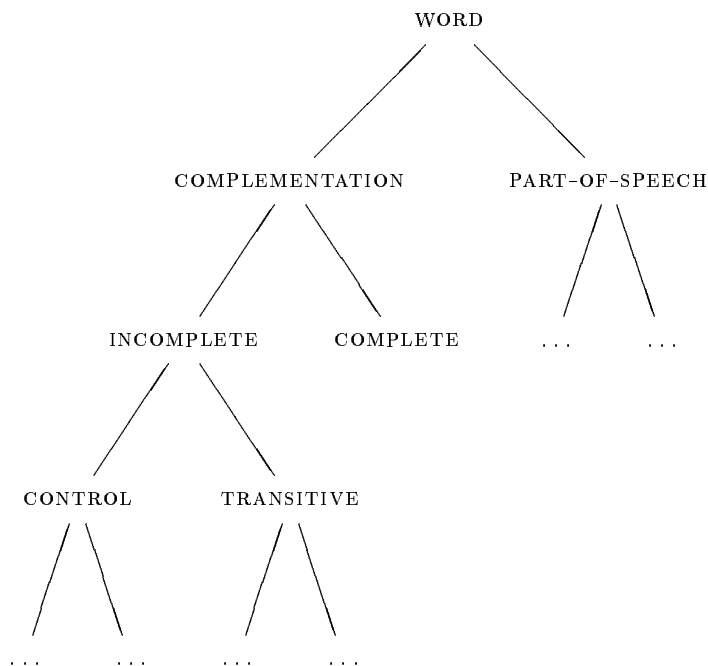 WORD
COMPLEMENTATION PART-OF-SPEECH
INCOMPLETE COMPLETE ... ...
CONTROL TRANSITIVE
... ... ... ...